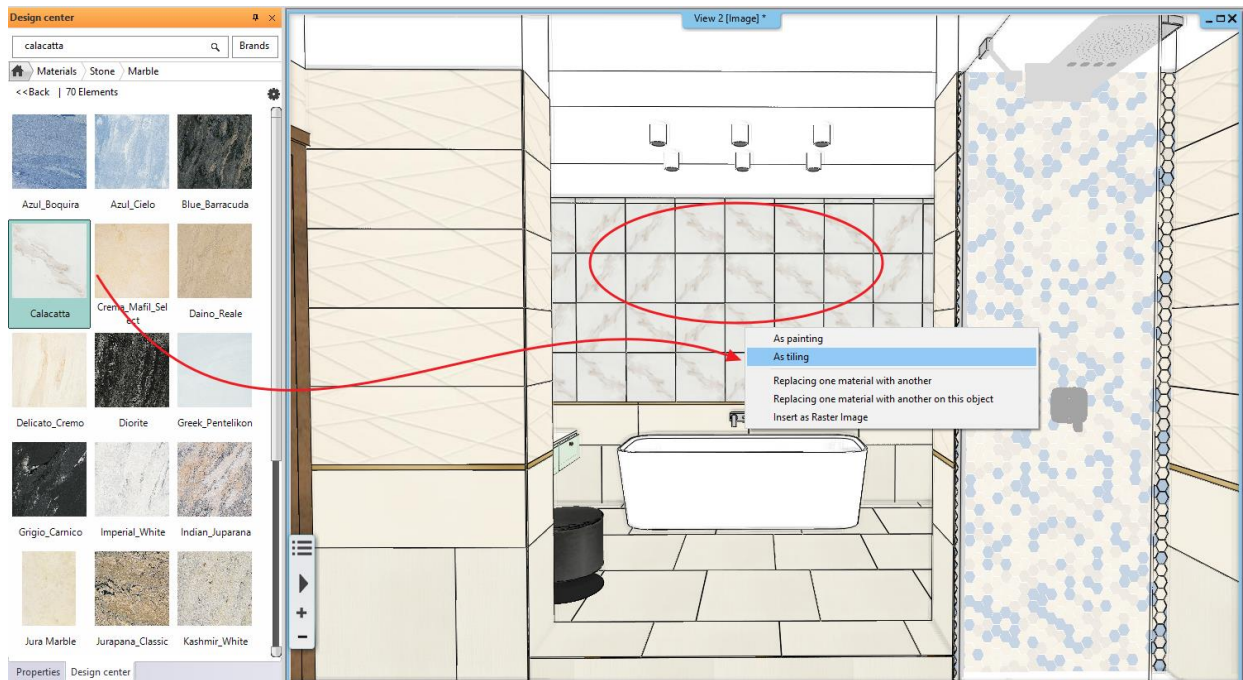 Design center
calacatta
Brands
Materials Stone Marble
<<Back | 70 Elements
Azul_Boquira Azul_Cielo Blue_Barracuda
Calacatta Crema_Mafil_Sel
ect Daino_Reale
Delicato_Cremo Diorite Greek_Pentelikon
Grigio_Carnico Imperial_White Indian_Juparana
Jura Marble Jurapana_Classic Kashmir_White
Properties Design center
View 2 [Image] *
As painting
As tiling
Replacing one material with another
Replacing one material with another on this object
Insert as Raster Image